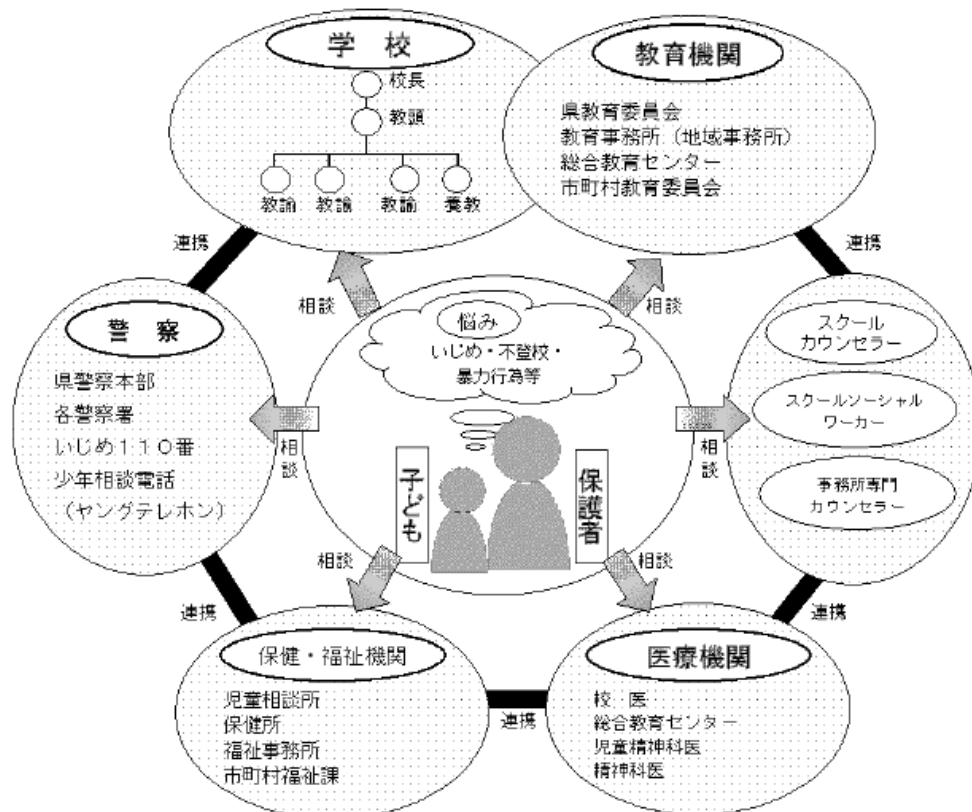 学 校
校長
教頭
教諭 教諭 教諭 養教
教育機関
県教育委員会
教育事務所（地域事務所）
総合教育センター
市町村教育委員会
連携
連携
相談
相談
警 察
県警察本部
各警察署
いじめ１１０番
少年相談電話
（ヤングテレホン）
相談
悩み
いじめ・不登校・
暴力行為等
子ども
保護者
相談
スクール
カウンセラー
スクールソーシャル
ワーカー
事務所専門
カウンセラー
相談
相談
連携
連携
保健・福祉機関
児童相談所
保健所
福祉事務所
市町村福祉課
連携
医療機関
校 医
総合教育センター
児童精神科医
精神科医